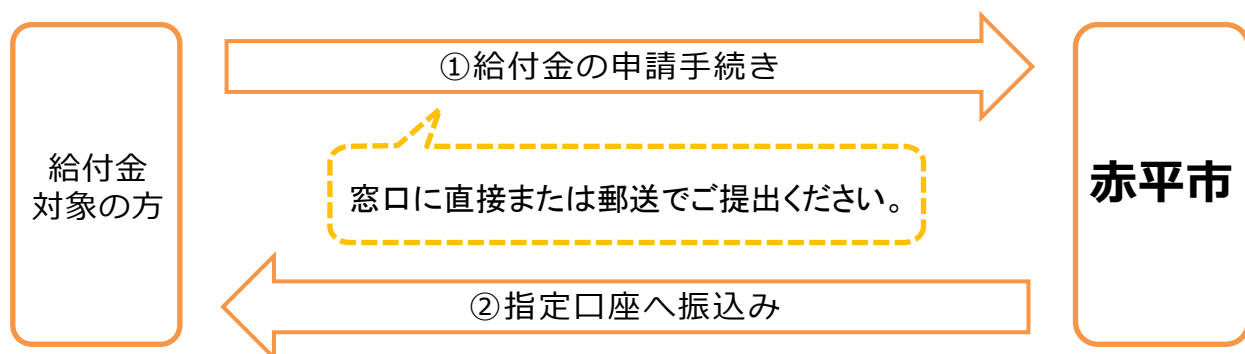 ①給付金の申請手続き
給付金
対象の方
窓口に直接または郵送でご提出ください。
赤平市
②指定口座へ振込み